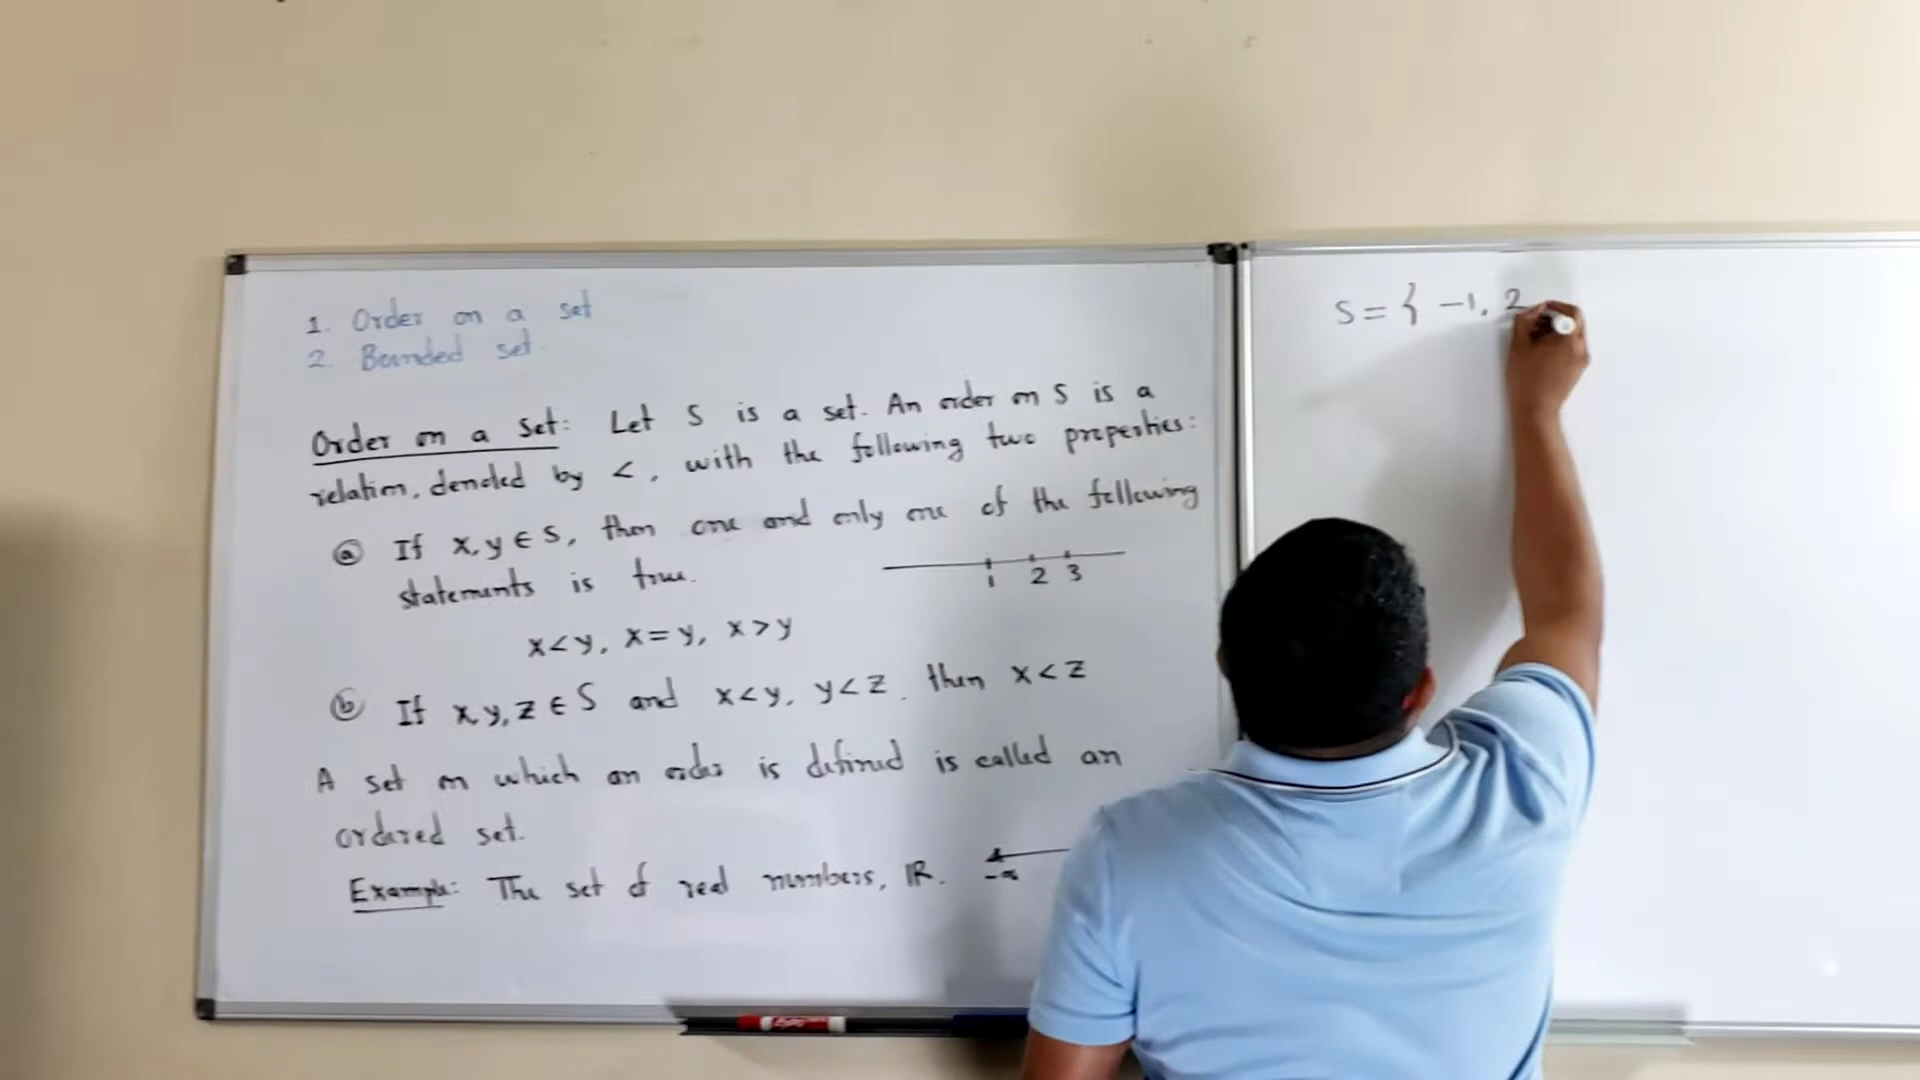 1. Order on a set
2. Bounded set.
Order on a set: Let S is a set. An order on S is a
relation, denoted by <, with the following two properties:
ⓐ If x, y ∈ S, then one and only one of the following
statements is true.
1 2 3
x<y, x=y, x>y
ⓑ If x, y, z ∈ S and x<y, y<z, then x<z
A set on which an order is defined is called an
ordered set.
Example: The set of real numbers, ℝ.
-∞
S = { -1, 2